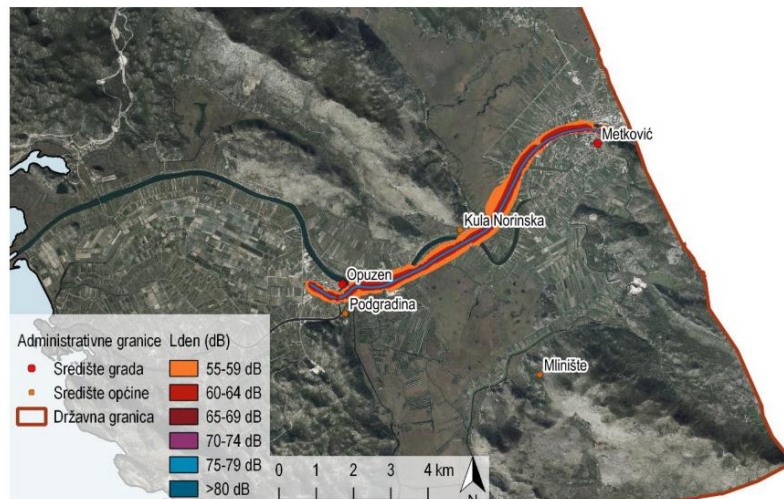 Metković
Kula Norinska
Opuzen
Podgradina
Mlinište
Administrativne granice
Središte grada
Središte općine
Državna granica
Lden (dB)
55-59 dB
60-64 dB
65-69 dB
70-74 dB
75-79 dB
>80 dB
0 1 2 4 km
N